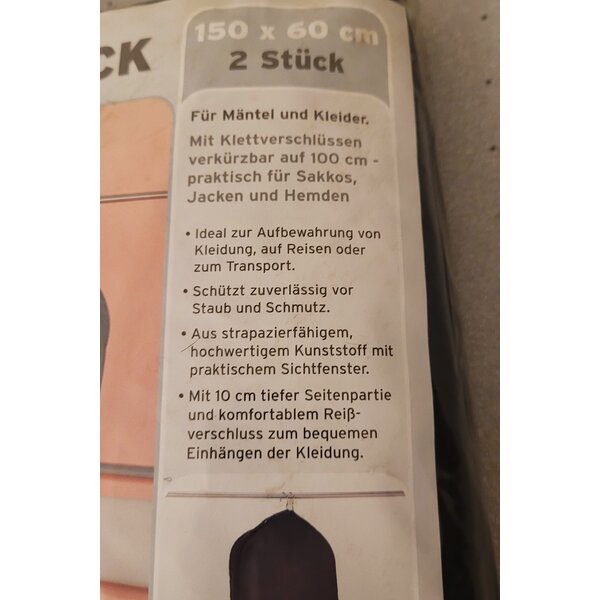 CK
150 x 60 cm
2 Stück
Für Mäntel und Kleider.
Mit Klettverschlüssen
verkürzbar auf 100 cm -
praktisch für Sakkos,
Jacken und Hemden
• Ideal zur Aufbewahrung von
Kleidung, auf Reisen oder
zum Transport.
• Schützt zuverlässig vor
Staub und Schmutz.
• Aus strapazierfähigem,
hochwertigem Kunststoff mit
praktischem Sichtfenster.
• Mit 10 cm tiefer Seitenpartie
und komfortablem Reiß-
verschluss zum bequemen
Einhängen der Kleidung.